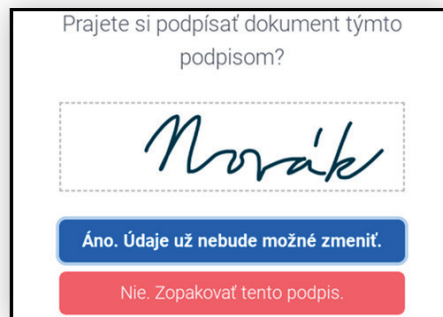 Prajete si podpísať dokument týmto
podpisom?
Novák
Áno. Údaje už nebude možné zmeniť.
Nie. Zopakovať tento podpis.